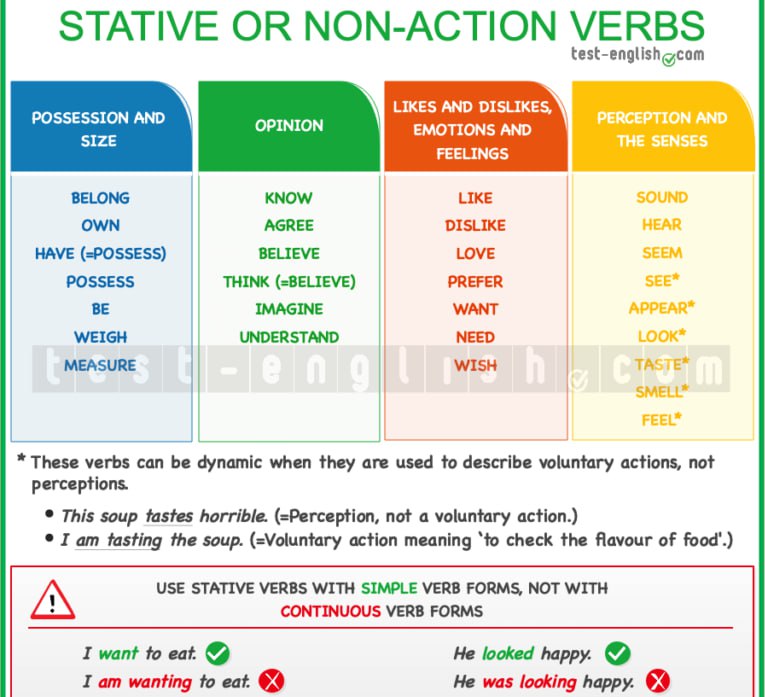 STATIVE OR NON-ACTION VERBS
test-english.com
POSSESSION AND
SIZE
BELONG
OWN
HAVE (=POSSESS)
POSSESS
BE
WEIGH
MEASURE
OPINION
KNOW
AGREE
BELIEVE
THINK (=BELIEVE)
IMAGINE
UNDERSTAND
LIKES AND DISLIKES,
EMOTIONS AND
FEELINGS
LIKE
DISLIKE
LOVE
PREFER
WANT
NEED
WISH
PERCEPTION AND
THE SENSES
SOUND
HEAR
SEEM
SEE*
APPEAR*
LOOK*
TASTE*
SMELL*
FEEL*
test-english.com
* These verbs can be dynamic when they are used to describe voluntary actions, not
perceptions.
• This soup tastes horrible. (=Perception, not a voluntary action.)
• I am tasting the soup. (=Voluntary action meaning ‘to check the flavour of food'.)
!
USE STATIVE VERBS WITH SIMPLE VERB FORMS, NOT WITH
CONTINUOUS VERB FORMS
I want to eat.
He looked happy.
I am wanting to eat.
He was looking happy.